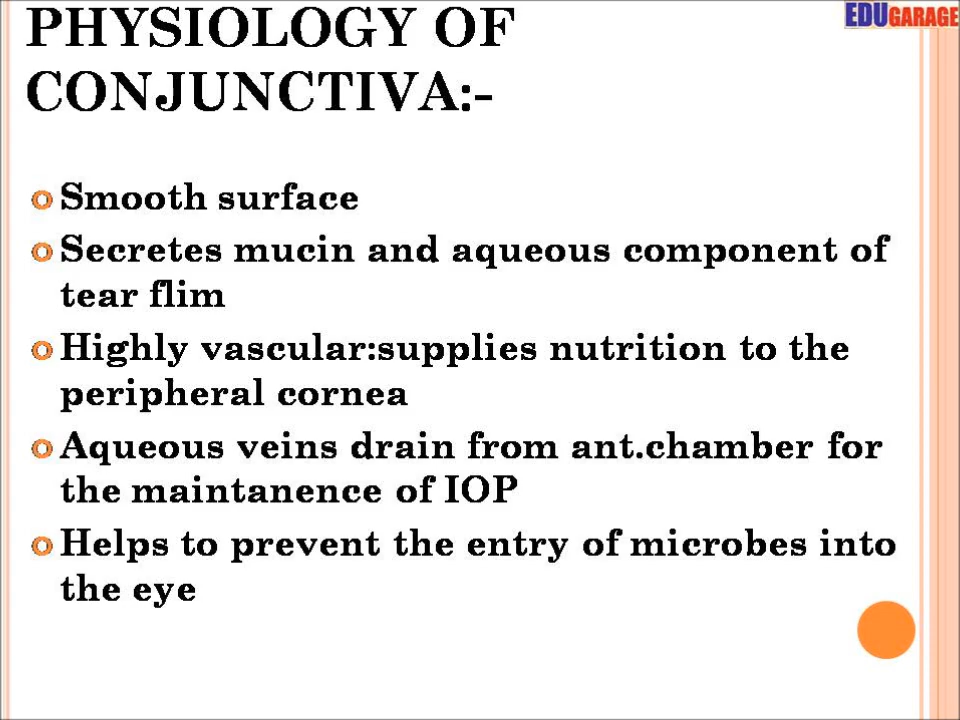 PHYSIOLOGY OF
EDUGARAGE
CONJUNCTIVA:-
Smooth surface
Secretes mucin and aqueous component of
tear flim
Highly vascular:supplies nutrition to the
peripheral cornea
Aqueous veins drain from ant.chamber for
the maintanence of IOP
Helps to prevent the entry of microbes into
the eye